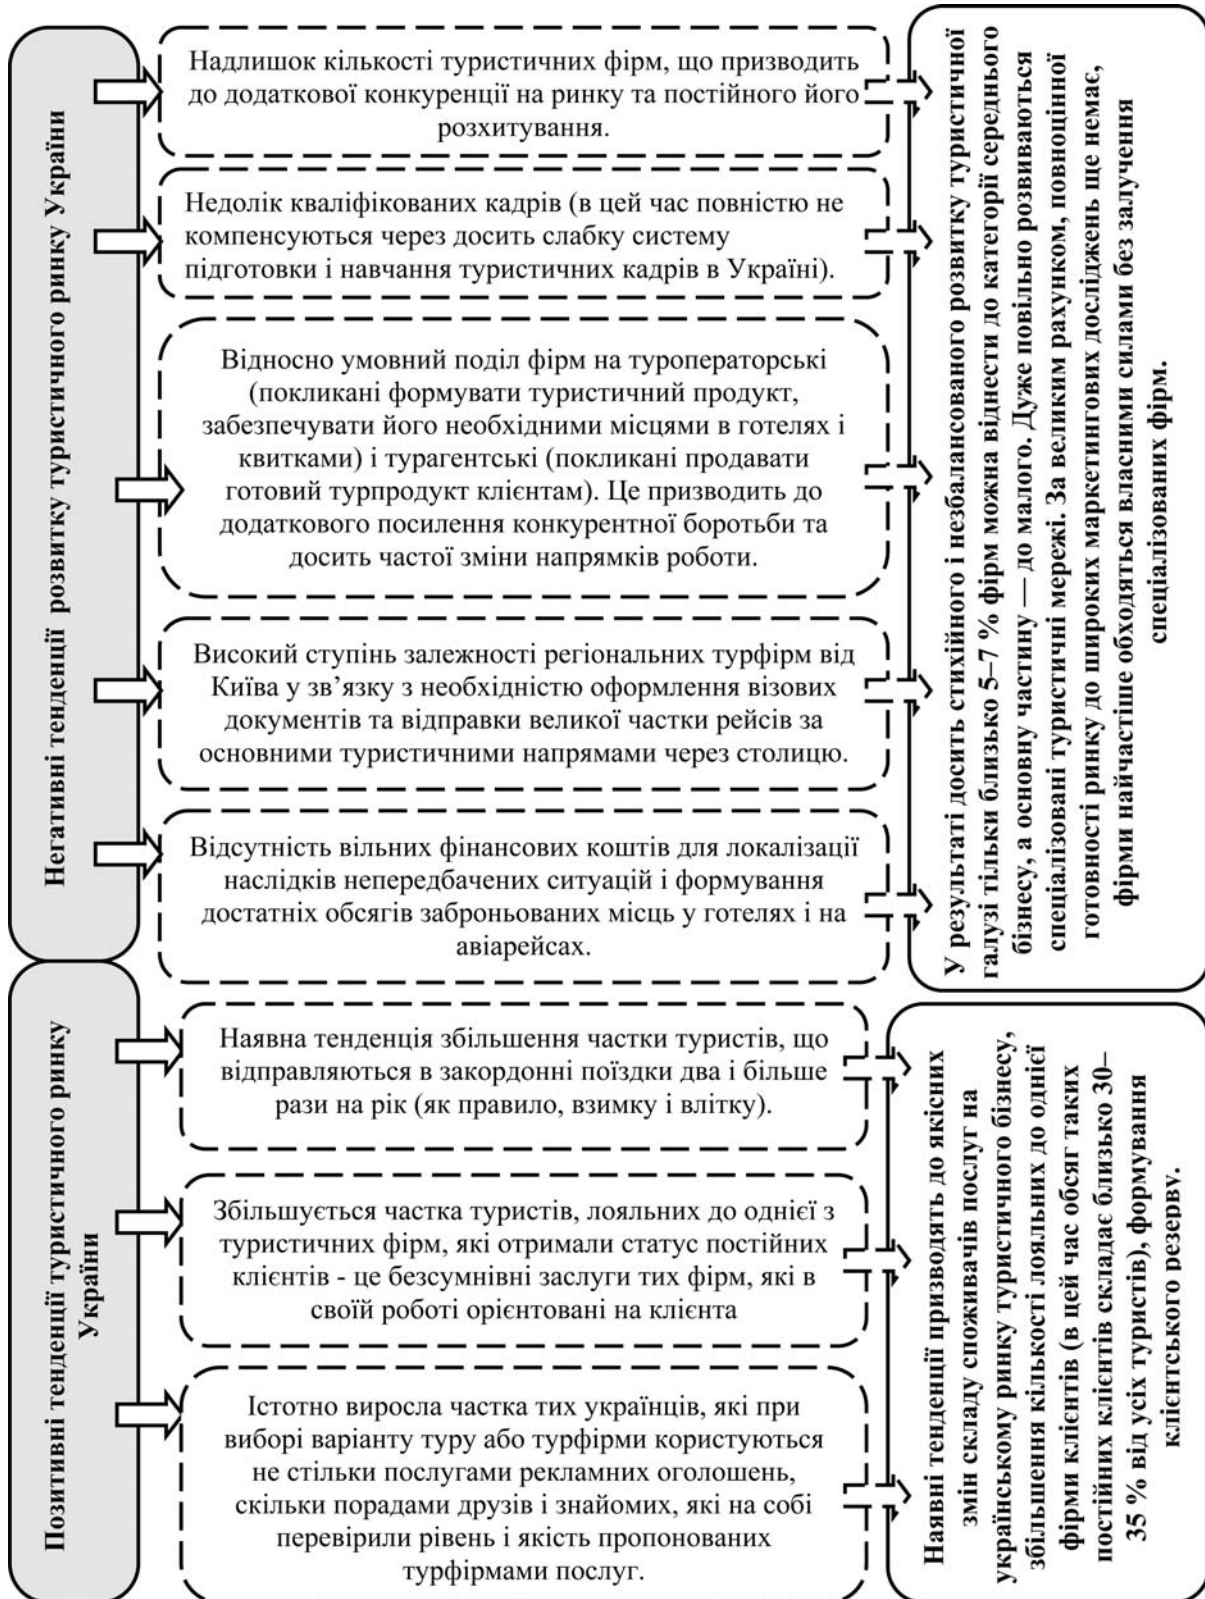 Негативні тенденції розвитку туристичного ринку України
Надлишок кількості туристичних фірм, що призводить
до додаткової конкуренції на ринку та постійного його
розхитування.
Недолік кваліфікованих кадрів (в цей час повністю не
компенсуються через досить слабку систему
підготовки і навчання туристичних кадрів в Україні).
Відносно умовний поділ фірм на туроператорські
(покликані формувати туристичний продукт,
забезпечувати його необхідними місцями в готелях і
квитками) і турагентські (покликані продавати
готовий турпродукт клієнтам). Це призводить до
додаткового посилення конкурентної боротьби та
досить частої зміни напрямків роботи.
Високий ступінь залежності регіональних турфірм від
Київа у зв’язку з необхідністю оформлення візових
документів та відправки великої частки рейсів за
основними туристичними напрямами через столицю.
Відсутність вільних фінансових коштів для локалізації
наслідків непередбачених ситуацій і формування
достатніх обсягів заброньованих місць у готелях і на
авіарейсах.
У результаті досить стихійного і незбалансованого розвитку туристичної
галузі тільки близько 5–7 % фірм можна віднести до категорії середнього
бізнесу, а основну частину — до малого. Дуже повільно розвиваються
спеціалізовані туристичні мережі. За великим рахунком, повноцінної
готовності ринку до широких маркетингових досліджень ще немає,
фірми найчастіше обходяться власними силами без залучення
спеціалізованих фірм.
Позитивні тенденції туристичного ринку
України
Наявна тенденція збільшення частки туристів, що
відправляються в закордонні поїздки два і більше
рази на рік (як правило, взимку і влітку).
Збільшується частка туристів, лояльних до однієї з
туристичних фірм, які отримали статус постійних
клієнтів - це безсумнівні заслуги тих фірм, які в
своїй роботі орієнтовані на клієнта
Істотно виросла частка тих українців, які при
виборі варіанту туру або турфірми користуються
не стільки послугами рекламних оголошень,
скільки порадами друзів і знайомих, які на собі
перевірили рівень і якість пропонованих
турфірмами послуг.
Наявні тенденції призводять до якісних
змін складу споживачів послуг на
українському ринку туристичного бізнесу,
збільшення кількості лояльних до однієї
фірми клієнтів (в цей час обсяг таких
постійних клієнтів складає близько 30–
35 % від усіх туристів), формування
клієнтського резерву.